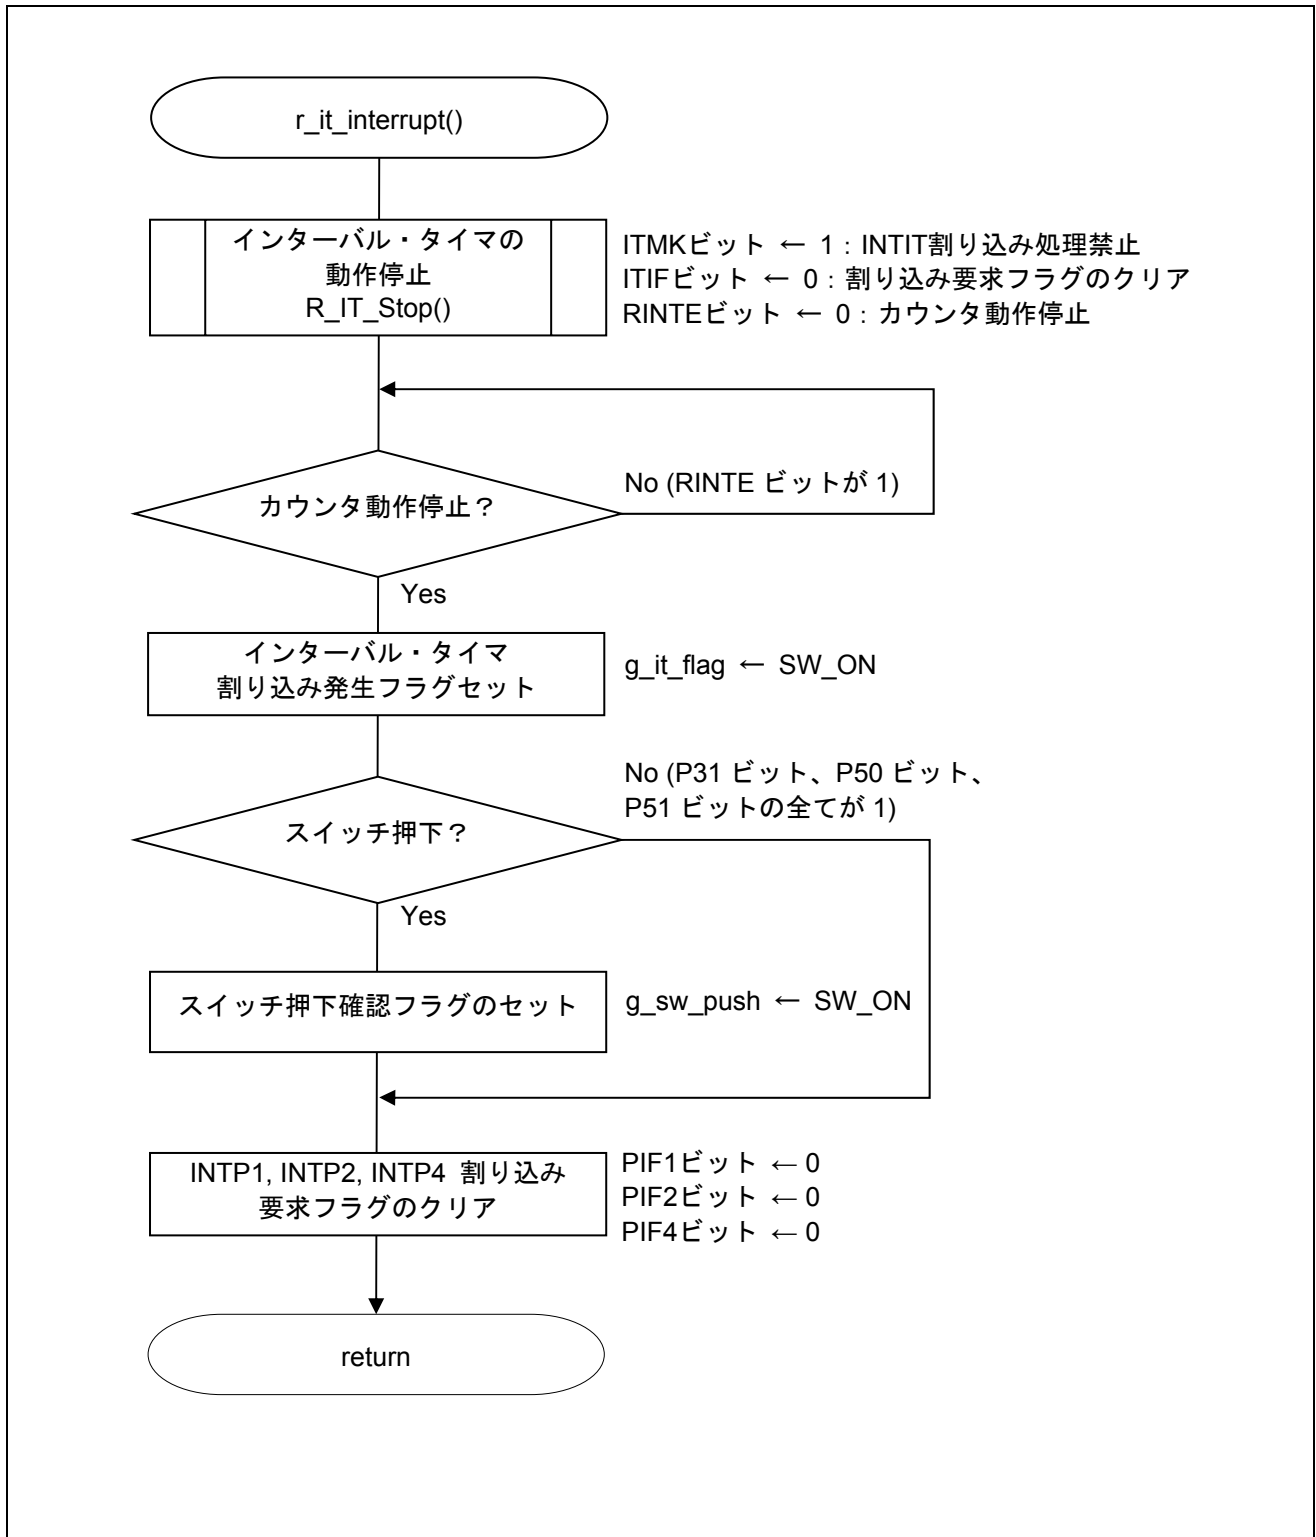 r_it_interrupt()
インターバル・タイマの
動作停止
R_IT_Stop()
ITMKビット ← 1：INTIT割り込み処理禁止
ITIFビット ← 0：割り込み要求フラグのクリア
RINTEビット ← 0：カウンタ動作停止
カウンタ動作停止？
No (RINTE ビットが 1)
Yes
インターバル・タイマ
割り込み発生フラグセット
g_it_flag ← SW_ON
No (P31 ビット、P50 ビット、
P51 ビットの全てが 1)
スイッチ押下？
Yes
スイッチ押下確認フラグのセット
g_sw_push ← SW_ON
INTP1, INTP2, INTP4 割り込み
要求フラグのクリア
PIF1ビット ← 0
PIF2ビット ← 0
PIF4ビット ← 0
return